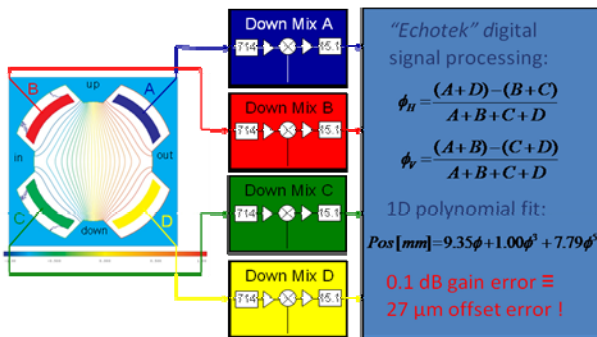 B
up
A
in
out
C
down
D
Down Mix A
714
15.1
Down Mix B
714
15.1
Down Mix C
714
15.1
Down Mix D
714
15.1
“Echotek” digital
signal processing:
ϕH = (A+D)−(B+C) / A+B+C+D
ϕV = (A+B)−(C+D) / A+B+C+D
1D polynomial fit:
Pos[mm]=9.35ϕ+1.00ϕ³+7.79ϕ⁵
0.1 dB gain error ≡
27 µm offset error !